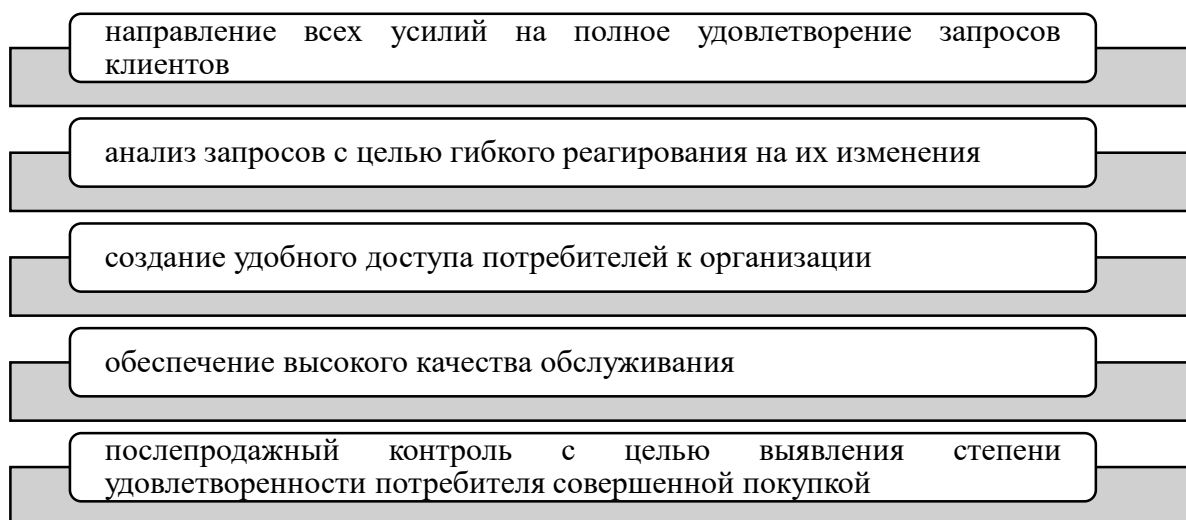 направление всех усилий на полное удовлетворение запросов
клиентов
анализ запросов с целью гибкого реагирования на их изменения
создание удобного доступа потребителей к организации
обеспечение высокого качества обслуживания
послепродажный контроль с целью выявления степени
удовлетворенности потребителя совершенной покупкой